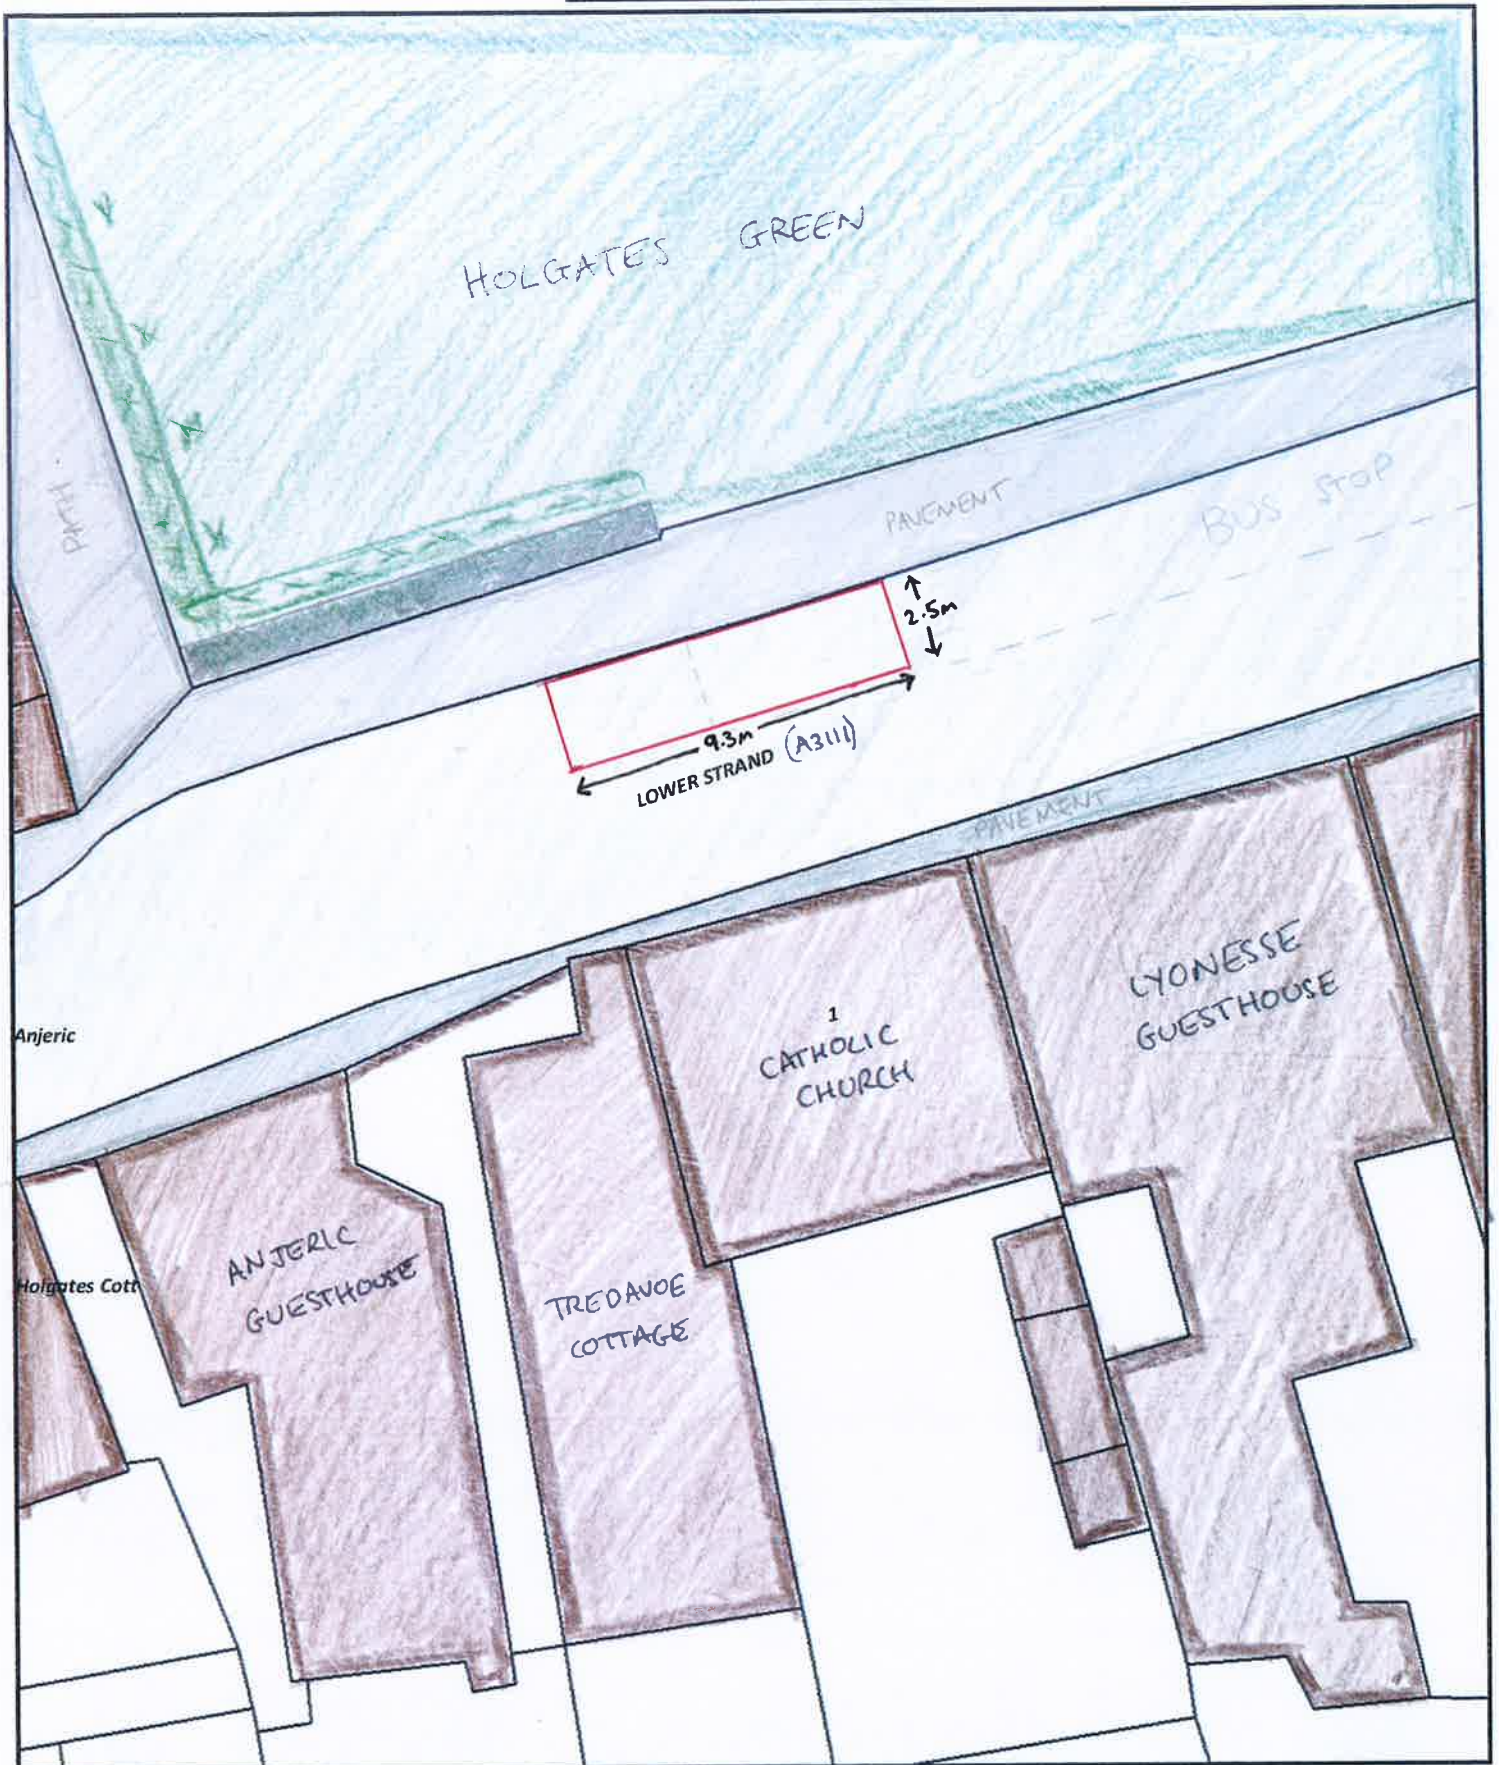 HOLGATES GREEN
PATH
PAVEMENT
BUS STOP
2.5m
9.3m
LOWER STRAND (A3111)
PAVEMENT
LYONESSE
GUESTHOUSE
1
CATHOLIC
CHURCH
Anjeric
ANJERIC
GUESTHOUSE
Holgates Cott
TREDAVOE
COTTAGE